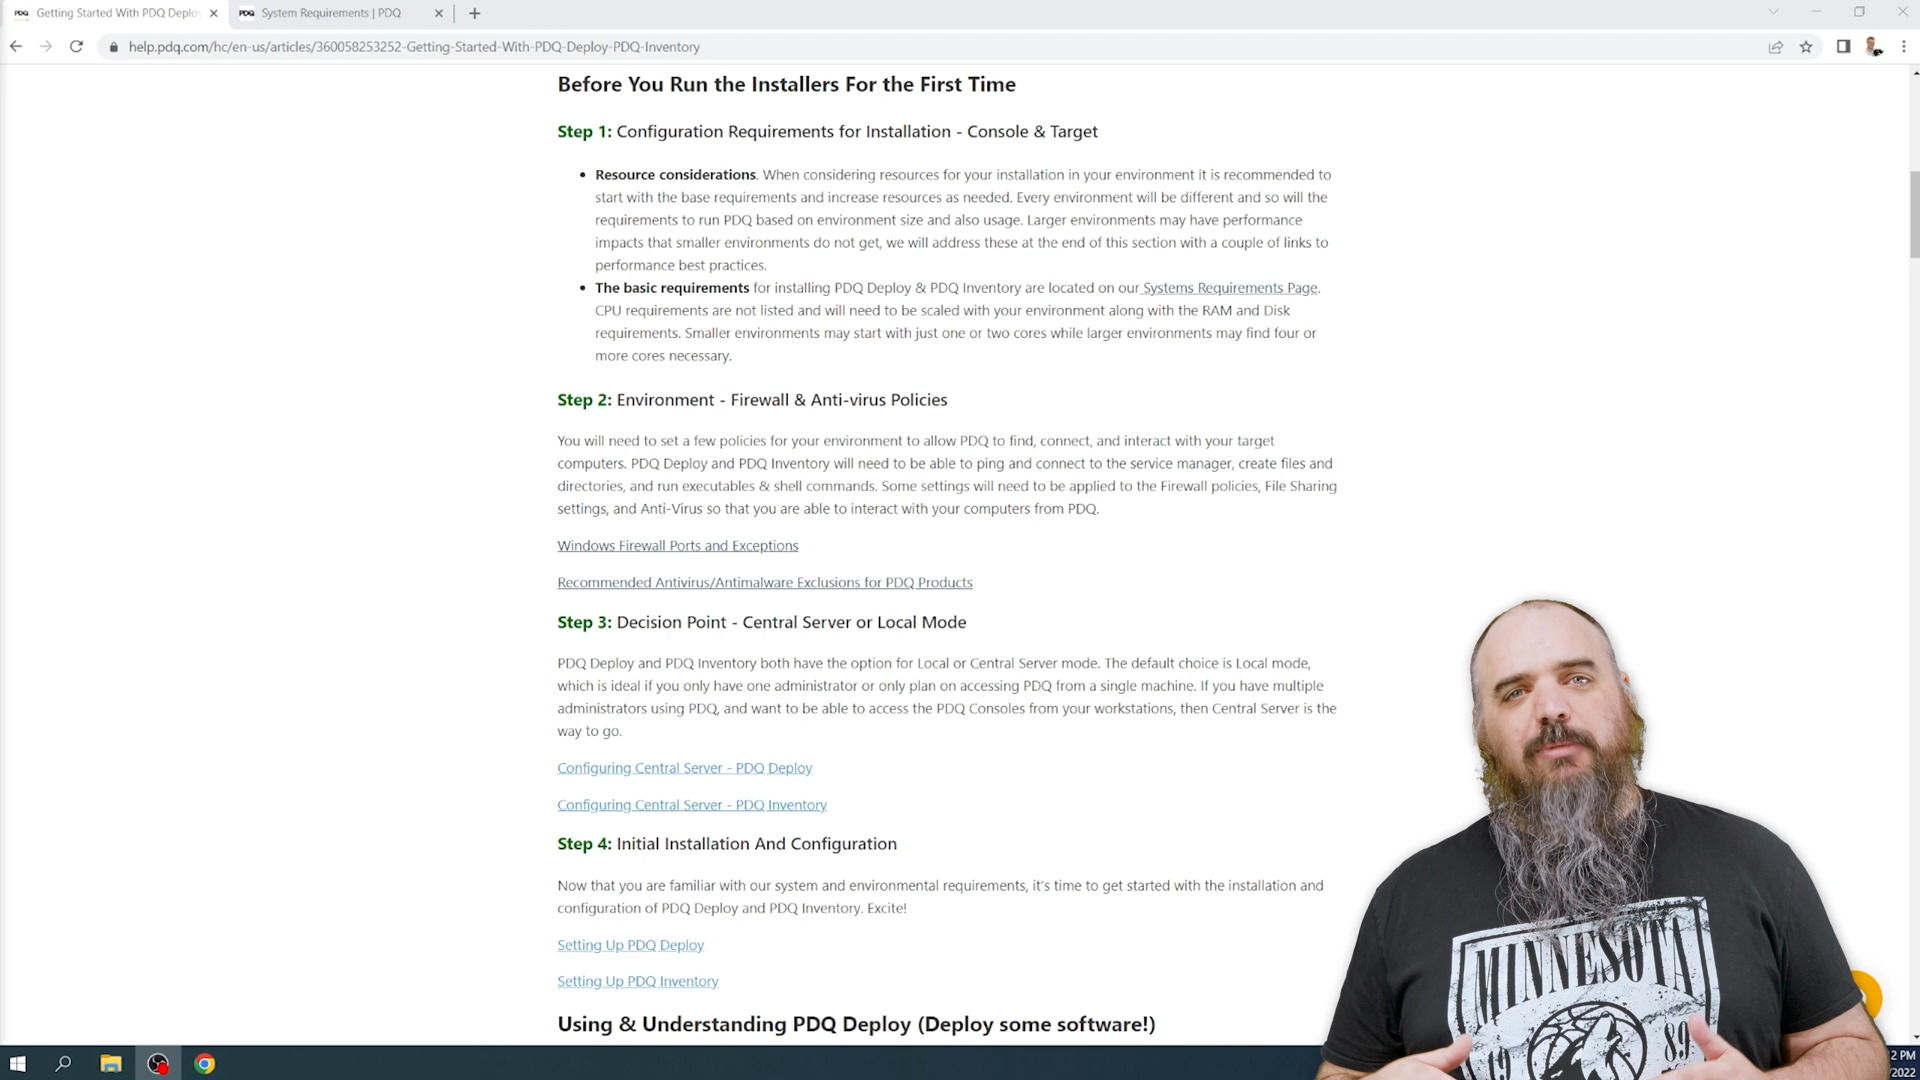 PDQ Getting Started With PDQ Deploy
PDQ System Requirements | PDQ
help.pdq.com/hc/en-us/articles/360058253252-Getting-Started-With-PDQ-Deploy-PDQ-Inventory
Before You Run the Installers For the First Time
Step 1: Configuration Requirements for Installation - Console & Target
• Resource considerations. When considering resources for your installation in your environment it is recommended to
start with the base requirements and increase resources as needed. Every environment will be different and so will the
requirements to run PDQ based on environment size and also usage. Larger environments may have performance
impacts that smaller environments do not get, we will address these at the end of this section with a couple of links to
performance best practices.
• The basic requirements for installing PDQ Deploy & PDQ Inventory are located on our Systems Requirements Page.
CPU requirements are not listed and will need to be scaled with your environment along with the RAM and Disk
requirements. Smaller environments may start with just one or two cores while larger environments may find four or
more cores necessary.
Step 2: Environment - Firewall & Anti-virus Policies
You will need to set a few policies for your environment to allow PDQ to find, connect, and interact with your target
computers. PDQ Deploy and PDQ Inventory will need to be able to ping and connect to the service manager, create files and
directories, and run executables & shell commands. Some settings will need to be applied to the Firewall policies, File Sharing
settings, and Anti-Virus so that you are able to interact with your computers from PDQ.
Windows Firewall Ports and Exceptions
Recommended Antivirus/Antimalware Exclusions for PDQ Products
Step 3: Decision Point - Central Server or Local Mode
PDQ Deploy and PDQ Inventory both have the option for Local or Central Server mode. The default choice is Local mode,
which is ideal if you only have one administrator or only plan on accessing PDQ from a single machine. If you have multiple
administrators using PDQ, and want to be able to access the PDQ Consoles from your workstations, then Central Server is the
way to go.
Configuring Central Server - PDQ Deploy
Configuring Central Server - PDQ Inventory
Step 4: Initial Installation And Configuration
Now that you are familiar with our system and environmental requirements, it's time to get started with the installation and
configuration of PDQ Deploy and PDQ Inventory. Excite!
Setting Up PDQ Deploy
Setting Up PDQ Inventory
Using & Understanding PDQ Deploy (Deploy some software!)
MINNESOTA
19 89
2 PM
/2022